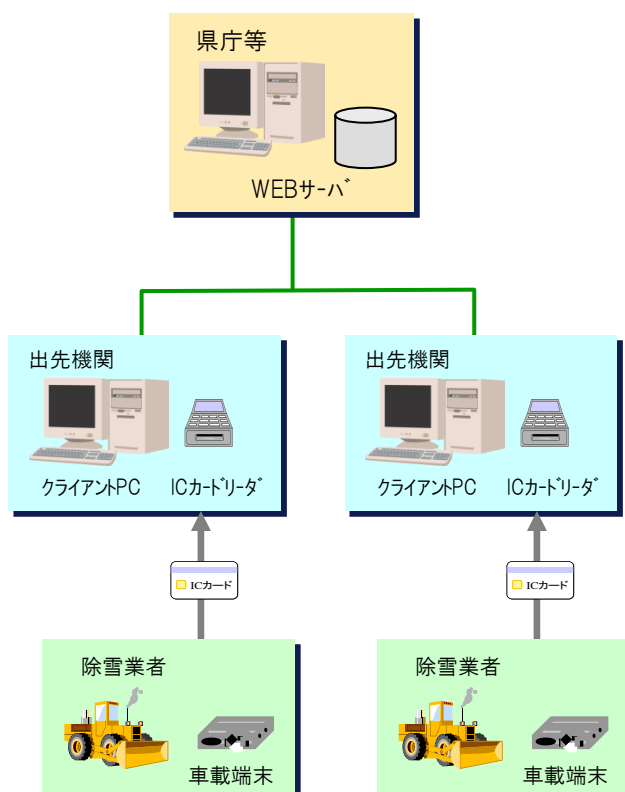 県庁等
WEBサーバ
出先機関
クライアントPC ICカードリーダ
ICカード
除雪業者
車載端末
出先機関
クライアントPC ICカードリーダ
ICカード
除雪業者
車載端末